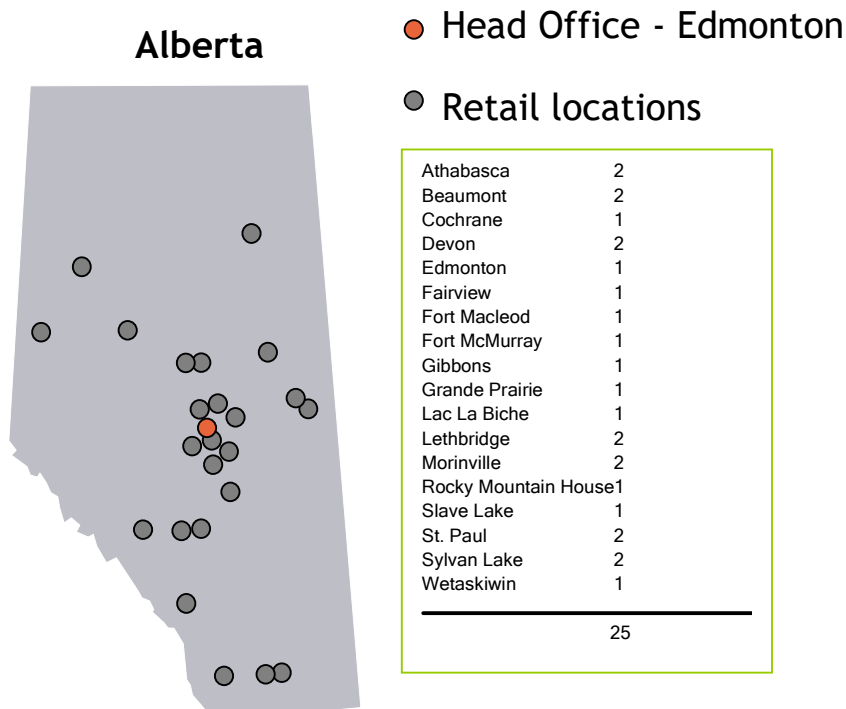 Alberta
Head Office - Edmonton
Retail locations
Athabasca 2
Beaumont 2
Cochrane 1
Devon 2
Edmonton 1
Fairview 1
Fort Macleod 1
Fort McMurray 1
Gibbons 1
Grande Prairie 1
Lac La Biche 1
Lethbridge 2
Morinville 2
Rocky Mountain House1
Slave Lake 1
St. Paul 2
Sylvan Lake 2
Wetaskiwin 1
25